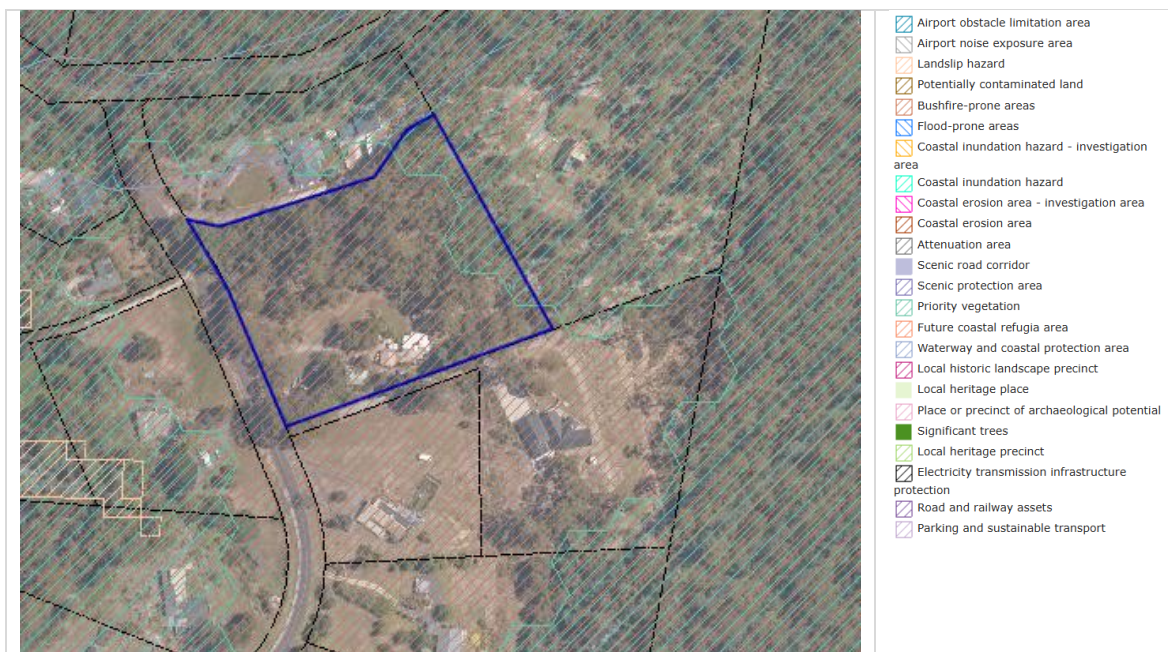 Airport obstacle limitation area
Airport noise exposure area
Landslip hazard
Potentially contaminated land
Bushfire-prone areas
Flood-prone areas
Coastal inundation hazard - investigation
area
Coastal inundation hazard
Coastal erosion area - investigation area
Coastal erosion area
Attenuation area
Scenic road corridor
Scenic protection area
Priority vegetation
Future coastal refugia area
Waterway and coastal protection area
Local historic landscape precinct
Local heritage place
Place or precinct of archaeological potential
Significant trees
Local heritage precinct
Electricity transmission infrastructure
protection
Road and railway assets
Parking and sustainable transport